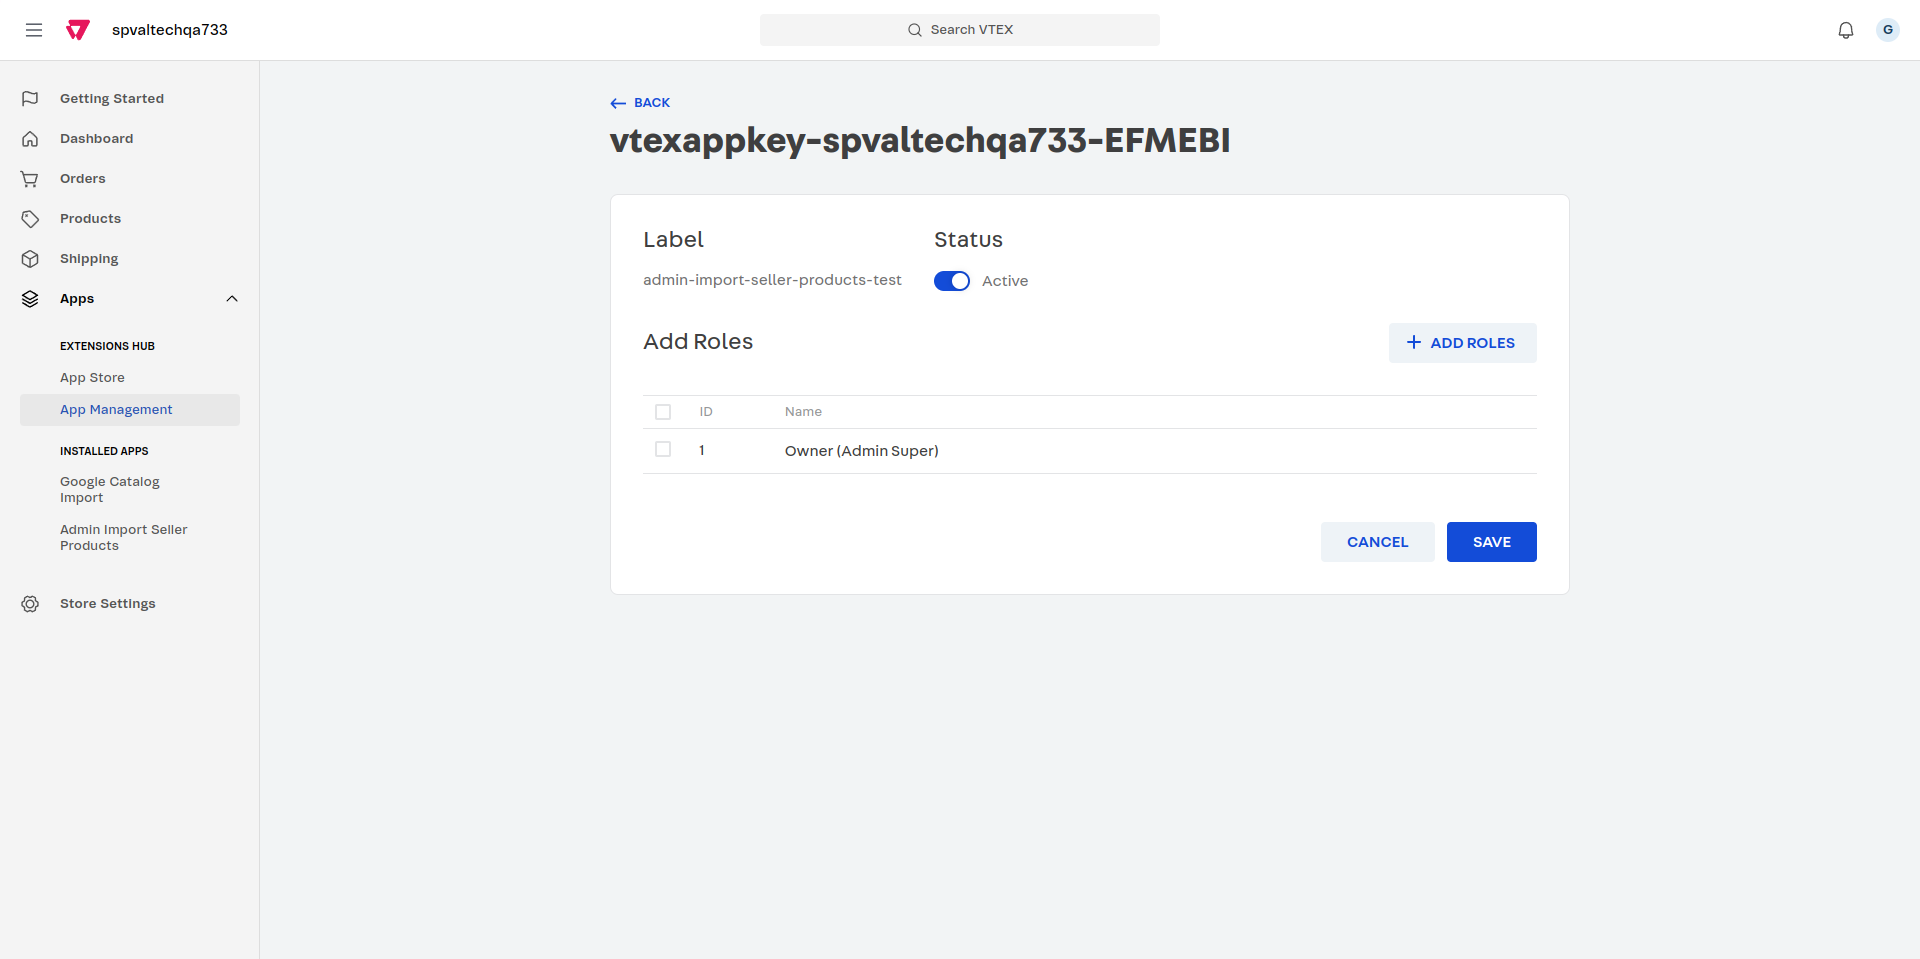 spvaltechqa733
Search VTEX
G
Getting Started
Dashboard
Orders
Products
Shipping
Apps
EXTENSIONS HUB
App Store
App Management
INSTALLED APPS
Google Catalog
Import
Admin Import Seller
Products
Store Settings
BACK
vtexappkey-spvaltechqa733-EFMEBI
Label
Status
admin-import-seller-products-test
Active
Add Roles
ADD ROLES
ID Name
1 Owner (Admin Super)
CANCEL
SAVE